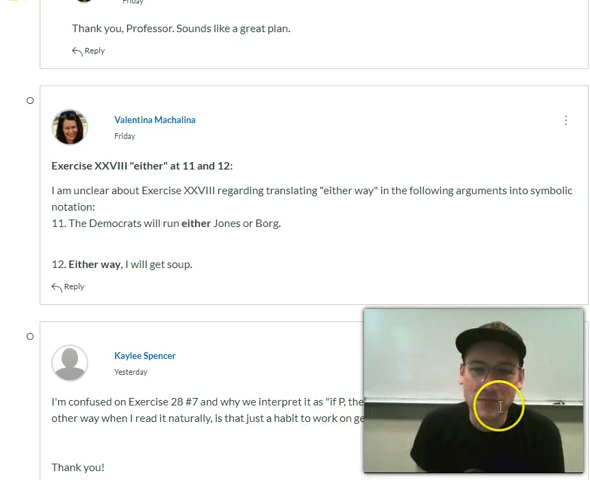 Friday
Thank you, Professor. Sounds like a great plan.
Reply
Valentina Machalina
Friday
Exercise XXVIII "either" at 11 and 12:
I am unclear about Exercise XXVIII regarding translating "either way" in the following arguments into symbolic
notation:
11. The Democrats will run either Jones or Borg.
12. Either way, I will get soup.
Reply
Kaylee Spencer
Yesterday
I'm confused on Exercise 28 #7 and why we interpret it as "if P, the
other way when I read it naturally, is that just a habit to work on ge
Thank you!